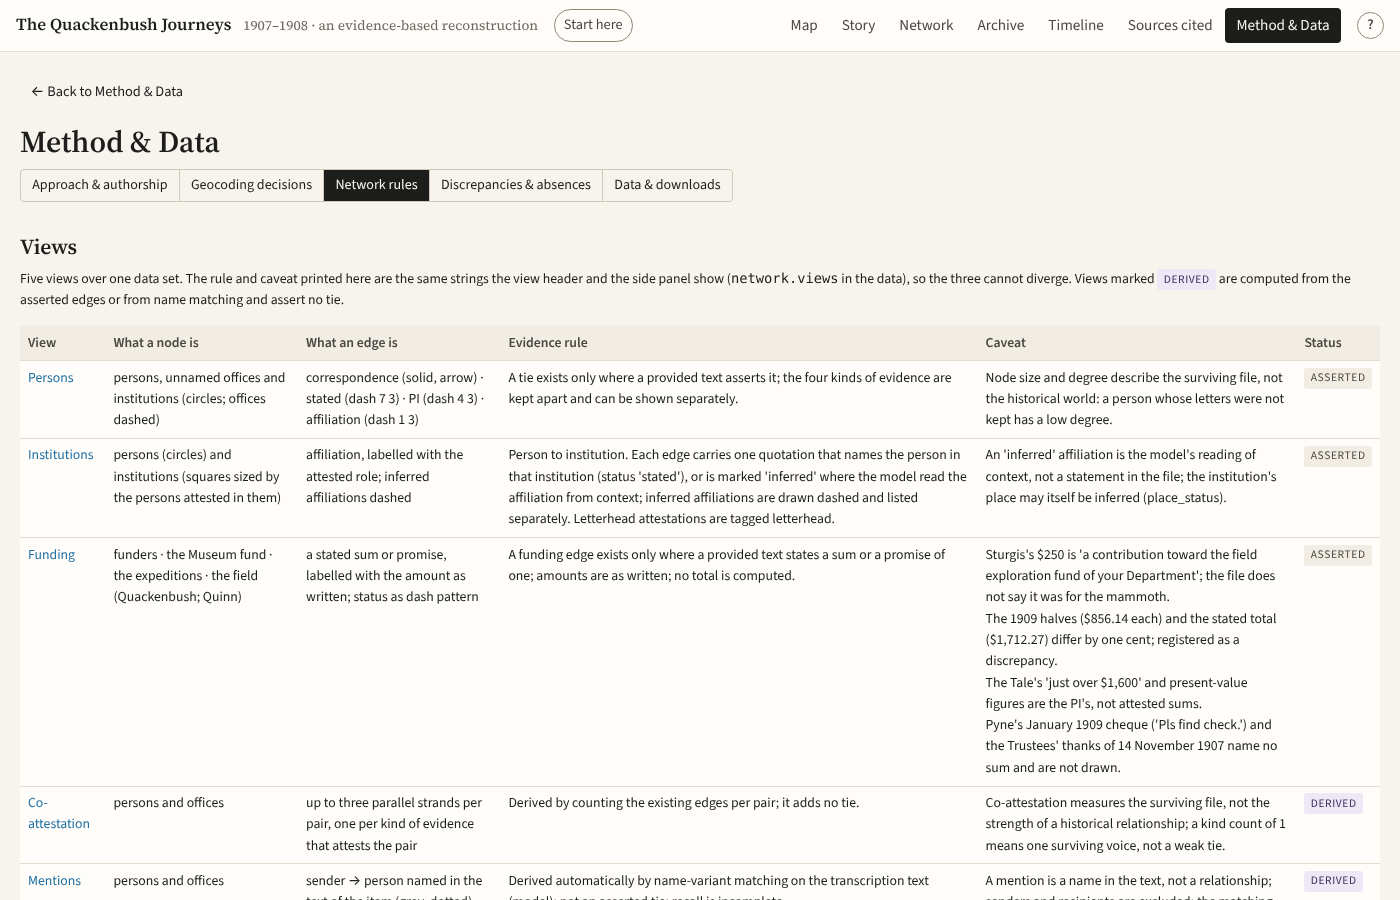 The Quackenbush Journeys 1907–1908 · an evidence-based reconstruction Start here Map Story Network Archive Timeline Sources cited Method & Data ?
← Back to Method & Data
Method & Data
Approach & authorship Geocoding decisions Network rules Discrepancies & absences Data & downloads
Views
Five views over one data set. The rule and caveat printed here are the same strings the view header and the side panel show (network.views in the data), so the three cannot diverge. Views marked DERIVED are computed from the
asserted edges or from name matching and assert no tie.
View What a node is What an edge is Evidence rule Caveat Status
Persons
persons, unnamed offices and
institutions (circles; offices
dashed)
correspondence (solid, arrow) ·
stated (dash 7 3) · PI (dash 4 3) ·
affiliation (dash 1 3)
A tie exists only where a provided text asserts it; the four kinds of evidence are
kept apart and can be shown separately.
Node size and degree describe the surviving file, not
the historical world: a person whose letters were not
kept has a low degree.
ASSERTED
Institutions
persons (circles) and
institutions (squares sized by
the persons attested in them)
affiliation, labelled with the
attested role; inferred
affiliations dashed
Person to institution. Each edge carries one quotation that names the person in
that institution (status 'stated'), or is marked 'inferred' where the model read the
affiliation from context; inferred affiliations are drawn dashed and listed
separately. Letterhead attestations are tagged letterhead.
An 'inferred' affiliation is the model's reading of
context, not a statement in the file; the institution's
place may itself be inferred (place_status).
ASSERTED
Funding
funders · the Museum fund ·
the expeditions · the field
(Quackenbush; Quinn)
a stated sum or promise,
labelled with the amount as
written; status as dash pattern
A funding edge exists only where a provided text states a sum or a promise of
one; amounts are as written; no total is computed.
Sturgis's $250 is 'a contribution toward the field
exploration fund of your Department'; the file does
not say it was for the mammoth.
The 1909 halves ($856.14 each) and the stated total
($1,712.27) differ by one cent; registered as a
discrepancy.
The Tale's 'just over $1,600' and present-value
figures are the PI's, not attested sums.
Pyne's January 1909 cheque ('Pls find check.') and
the Trustees' thanks of 14 November 1907 name no
sum and are not drawn.
ASSERTED
Co-
attestation
persons and offices
up to three parallel strands per
pair, one per kind of evidence
that attests the pair
Derived by counting the existing edges per pair; it adds no tie.
Co-attestation measures the surviving file, not the
strength of a historical relationship; a kind count of 1
means one surviving voice, not a weak tie.
DERIVED
Mentions
persons and offices
sender → person named in the
Derived automatically by name-variant matching on the transcription text
A mention is a name in the text, not a relationship;
DERIVED